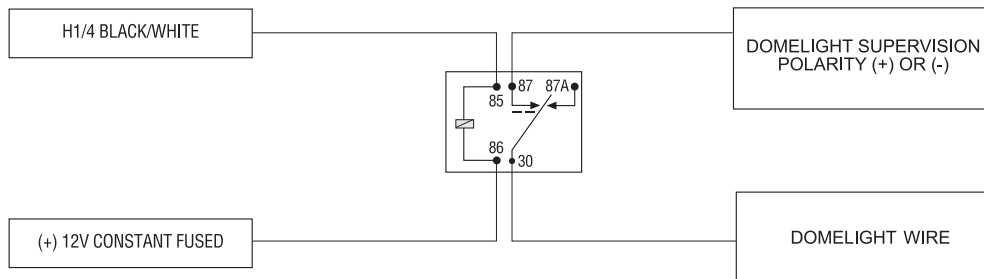 H1/4 BLACK/WHITE
DOMELIGHT SUPERVISION
POLARITY (+) OR (-)
87 87A
85
86
30
(+) 12V CONSTANT FUSED
DOMELIGHT WIRE